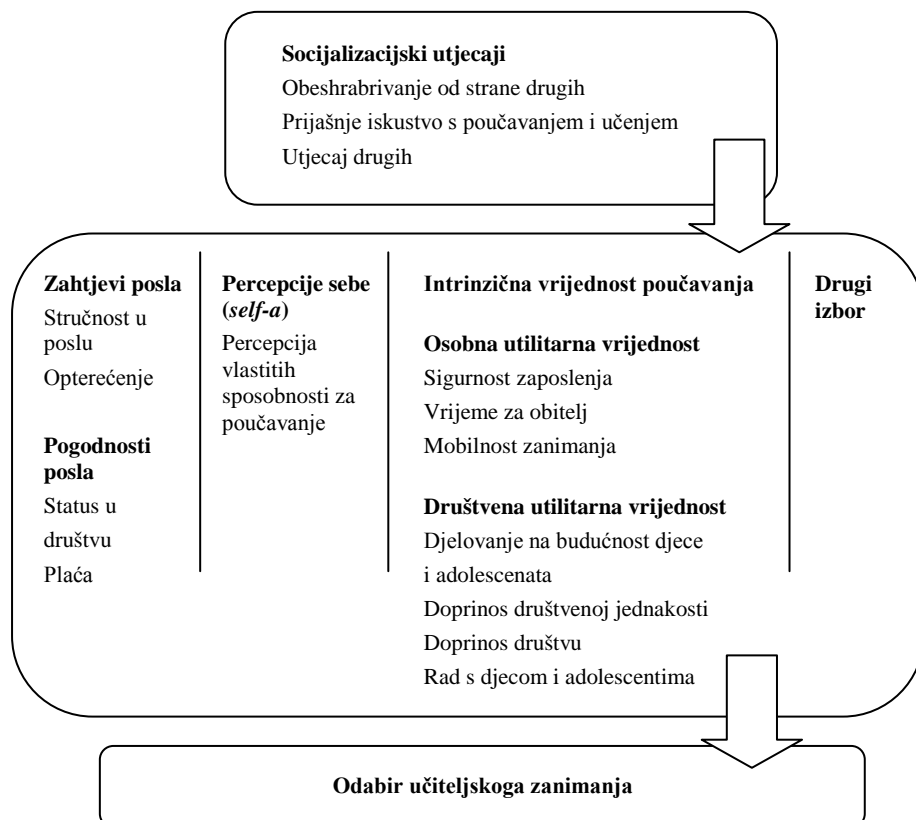 Socijalizacijski utjecaji
Obeshrabrivanje od strane drugih
Prijašnje iskustvo s poučavanjem i učenjem
Utjecaj drugih
Zahtjevi posla
Stručnost u
poslu
Opterećenje
Pogodnosti
posla
Status u
društvu
Plaća
Percepcije sebe
(self-a)
Percepcija
vlastitih
sposobnosti za
poučavanje
Intrinzična vrijednost poučavanja
Osobna utilitarna vrijednost
Sigurnost zaposlenja
Vrijeme za obitelj
Mobilnost zanimanja
Društvena utilitarna vrijednost
Djelovanje na budućnost djece
i adolescenata
Doprinos društvenoj jednakosti
Doprinos društvu
Rad s djecom i adolescentima
Drugi
izbor
Odabir učiteljskoga zanimanja